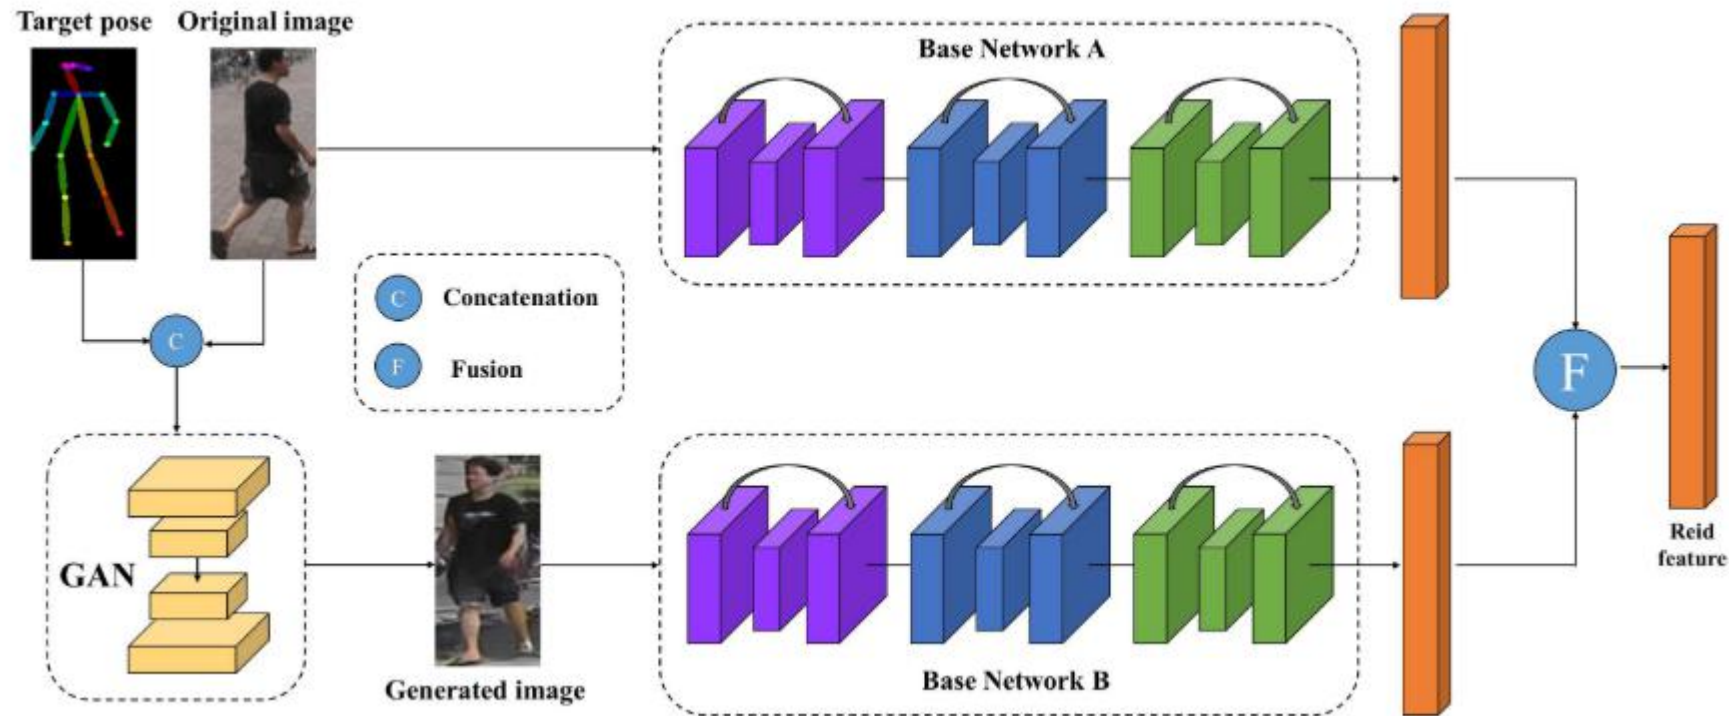 Target pose
Original image
Base Network A
C
Concatenation
F
Fusion
C
F
GAN
Generated image
Base Network B
Reid
feature